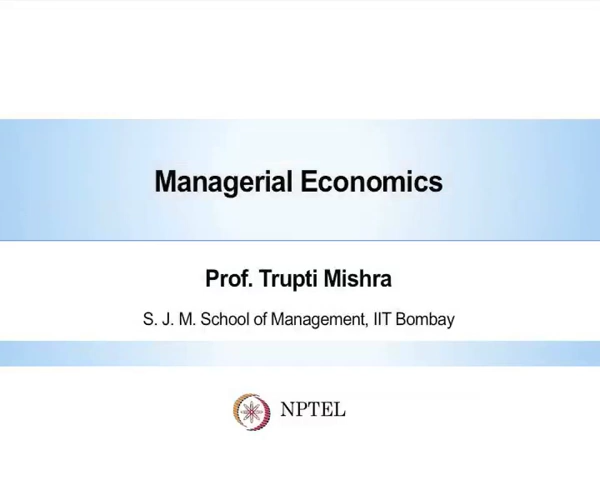 Managerial Economics
Prof. Trupti Mishra
S. J. M. School of Management, IIT Bombay
NPTEL